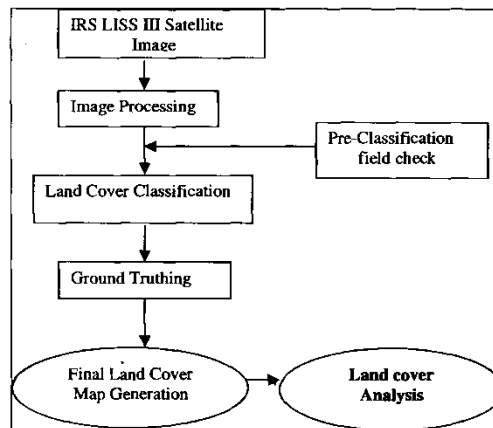 IRS LISS III Satellite
Image
Image Processing
Pre-Classification
field check
Land Cover Classification
Ground Truthing
Final Land Cover
Map Generation
Land cover
Analysis